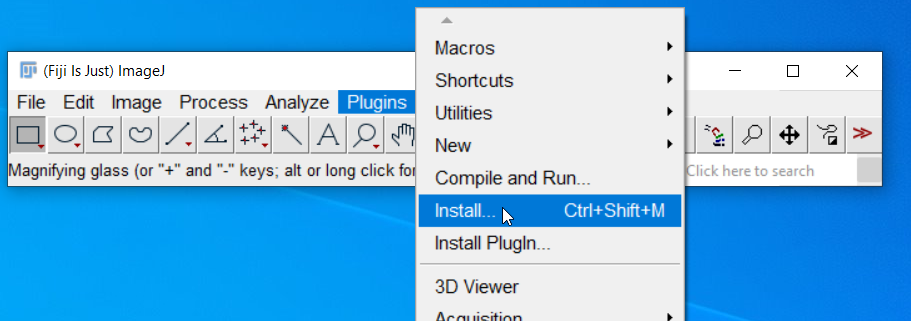 (Fiji Is Just) ImageJ
File Edit Image Process Analyze Plugins
Magnifying glass (or "+" and "-" keys; alt or long click for
Click here to search
Macros
Shortcuts
Utilities
New
Compile and Run...
Install... Ctrl+Shift+M
Install PlugIn...
3D Viewer
Acquisition